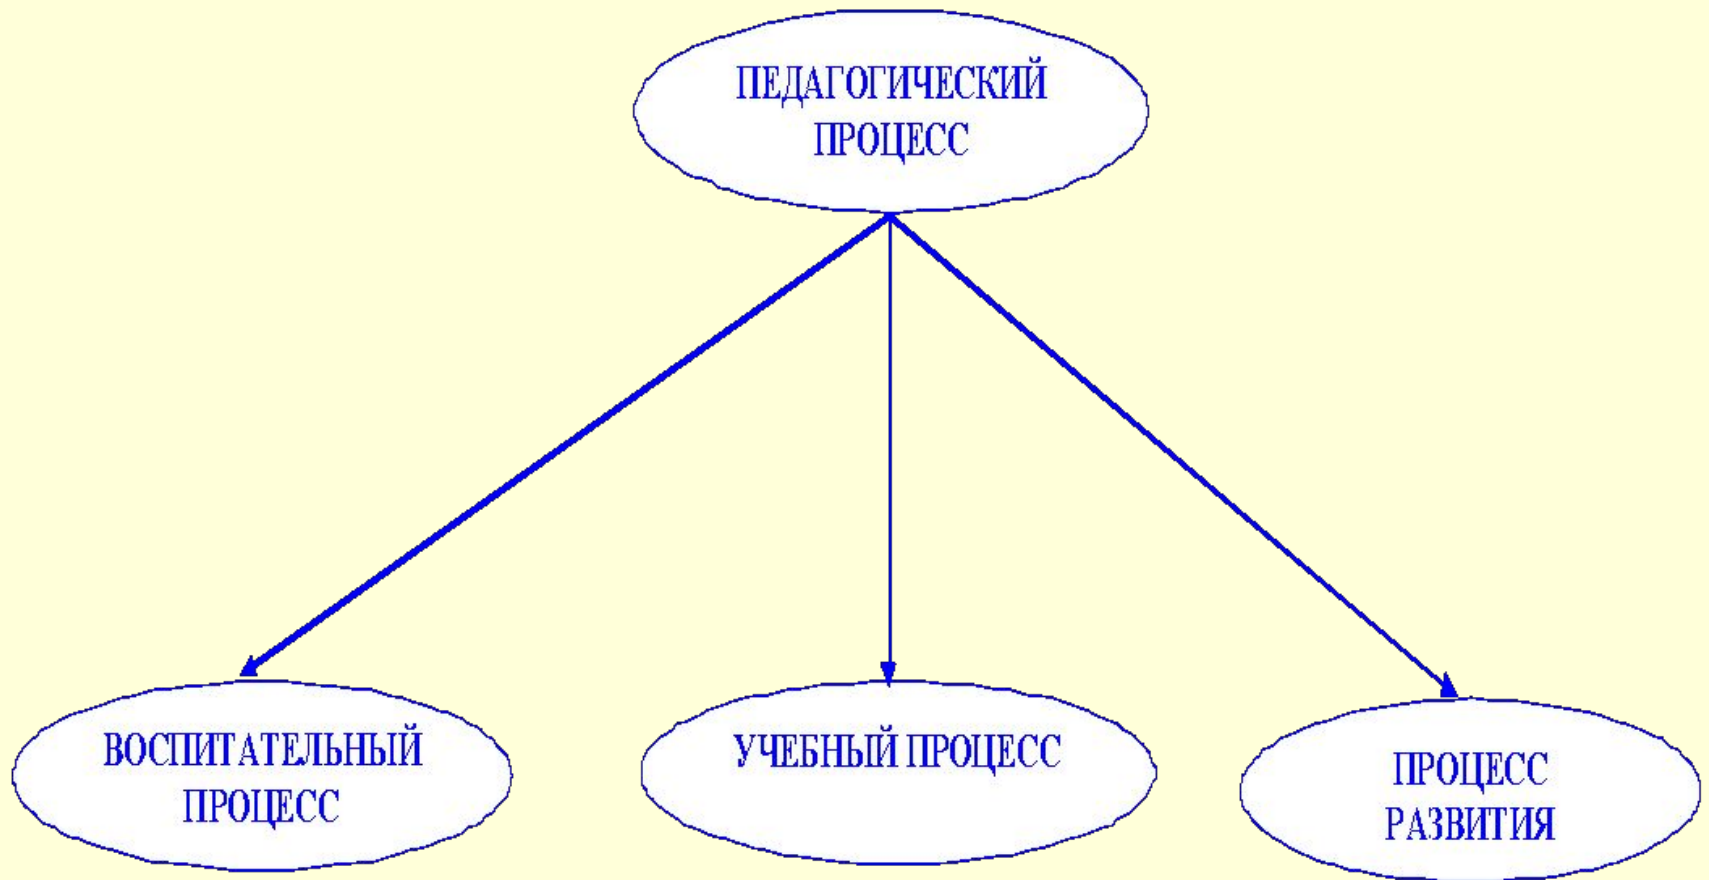 ПЕДАГОГИЧЕСКИЙ
ПРОЦЕСС
ВОСПИТАТЕЛЬНЫЙ
ПРОЦЕСС
УЧЕБНЫЙ ПРОЦЕСС
ПРОЦЕСС
РАЗВИТИЯ